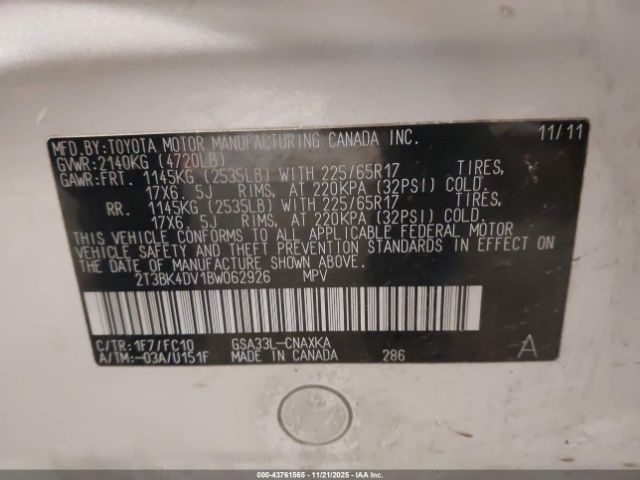 MFD.BY:TOYOTA MOTOR MANUFACTURING CANADA INC. 11/11
GVWR:2140KG (4720LB)
GAWR:FRT. 1145KG (2535LB) WITH 225/65R17 TIRES,
17X6.5J RIMS, AT 220KPA (32PSI) COLD.
RR. 1145KG (2535LB) WITH 225/65R17 TIRES,
17X6.5J RIMS, AT 220KPA (32PSI) COLD.
THIS VEHICLE CONFORMS TO ALL APPLICABLE FEDERAL MOTOR
VEHICLE SAFETY AND THEFT PREVENTION STANDARDS IN EFFECT ON
THE DATE OF MANUFACTURE SHOWN ABOVE.
2T3BK4DV1BW062926 MPV
C/TR:1F7/FC10 GSA33L-CNAXKA
A/TM:-03A/U151F MADE IN CANADA 286 A
000-43761565 - 11/21/2025 - IAAI.COM